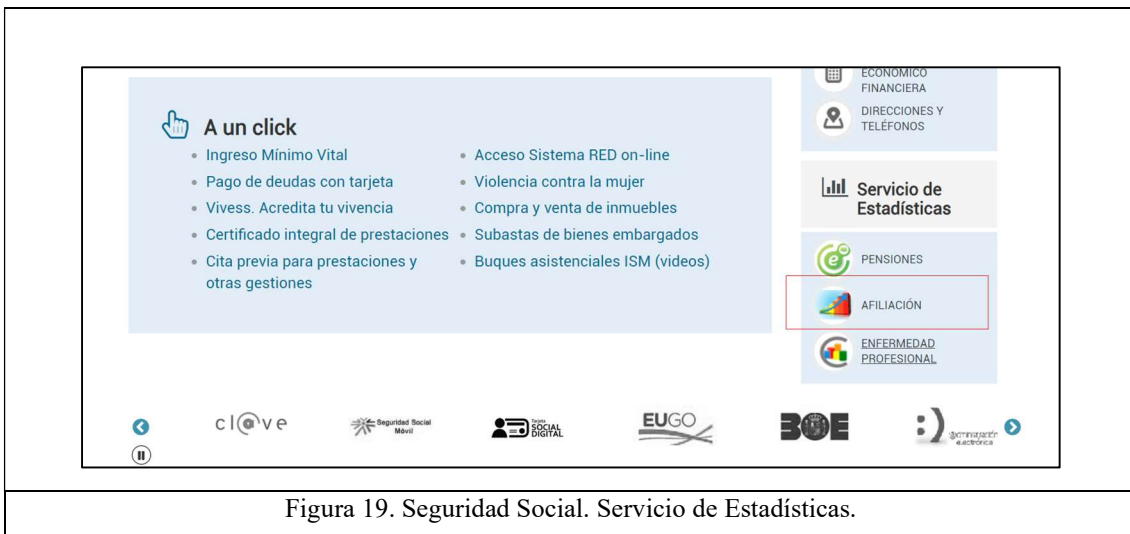 A un click
Ingreso Mínimo Vital
Pago de deudas con tarjeta
Vivess. Acredita tu vivencia
Certificado integral de prestaciones
Cita previa para prestaciones y
otras gestiones
Acceso Sistema RED on-line
Violencia contra la mujer
Compra y venta de inmuebles
Subastas de bienes embargados
Buques asistenciales ISM (videos)
ECONÓMICO
FINANCIERA
DIRECCIONES Y
TELÉFONOS
Servicio de
Estadísticas
PENSIONES
AFILIACIÓN
ENFERMEDAD
PROFESIONAL
cl@ve
Seguridad Social
Móvil
Tarjeta
SOCIAL
DIGITAL
EUGO
BOE
administración
electrónica
Figura 19. Seguridad Social. Servicio de Estadísticas.